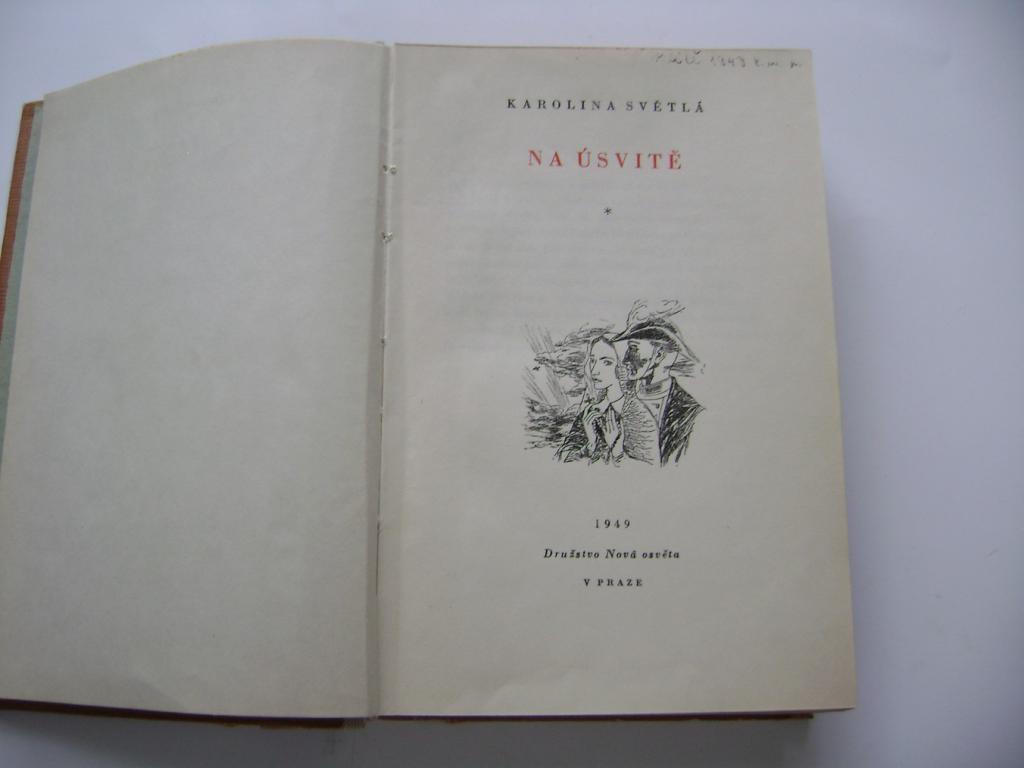 KAROLINA SVĚTLÁ
NA ÚSVITĚ
*
1949
Družstvo Nová osvěta
V PRAZE